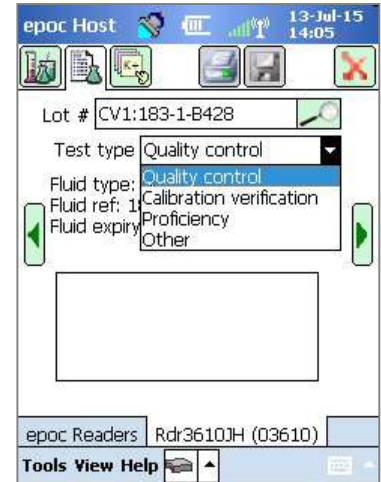 epoc Host 13-Jul-15
14:05
Lot # CV1:183-1-B428
Test type Quality control
Quality control
Calibration verification
Proficiency
Other
Fluid type:
Fluid ref: 18
Fluid expiry
epoc Readers Rdr3610JH (03610)
Tools View Help